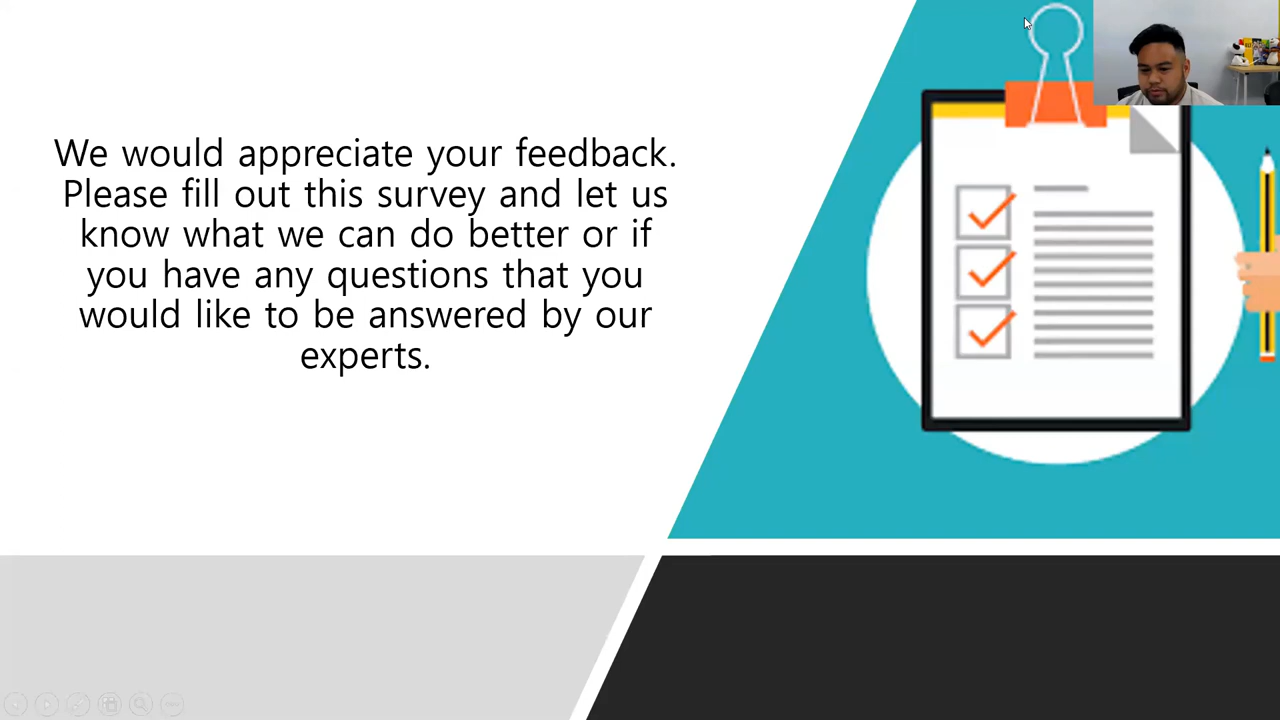 We would appreciate your feedback.
Please fill out this survey and let us
know what we can do better or if
you have any questions that you
would like to be answered by our
experts.